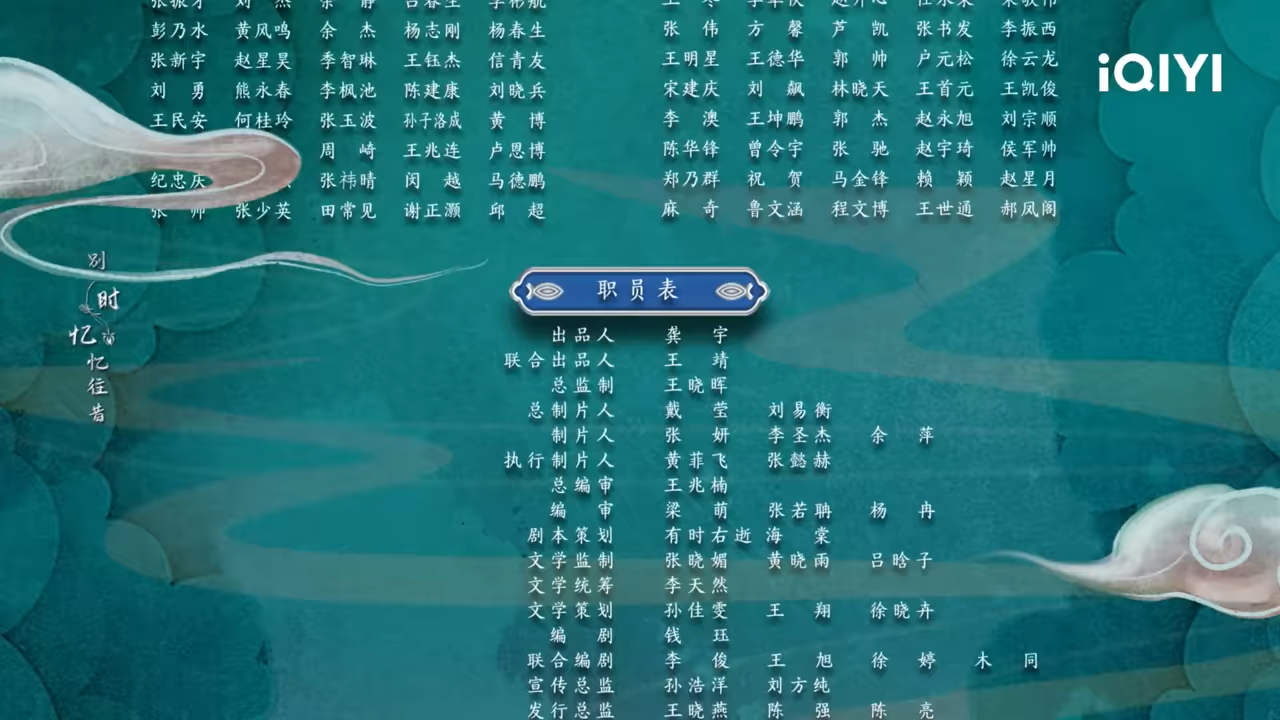 彭乃水 黄风鸣 余 杰 杨志刚 杨春生
张新宇 赵星昊 季智琳 王钰杰 信青友
刘 勇 熊永春 李枫池 陈建康 刘晓兵
王民安 何桂玲 张玉波 孙子洛成 黄 博
周 崎 王兆连 卢恩博
纪忠庆 张祎晴 闵 越 马德鹏
张 帅 张少英 田常见 谢正灏 邱 超
张 伟 方 馨 芦 凯 张书发 李振西
王明星 王德华 郭 帅 户元松 徐云龙
宋建庆 刘 飙 林晓天 王首元 王凯俊
李 澳 王坤鹏 郭 杰 赵永旭 刘宗顺
陈华锋 曾令宇 张 驰 赵宇琦 侯军帅
郑乃群 祝 贺 马金锋 赖 颖 赵星月
麻 奇 鲁文涵 程文博 王世通 郝凤阁
iQIYI
别
时
忆
忆
往
昔
职员表
出品人 龚 宇
联合出品人 王 靖
总监制 王晓晖
总制片人 戴 莹 刘易衡
制片人 张 妍 李圣杰 余 萍
执行制片人 黄菲飞 张懿赫
总编审 王兆楠
编 审 梁 萌 张若聃 杨 冉
剧本策划 有时右逝 海 棠
文学监制 张晓媚 黄晓雨 吕晗子
文学统筹 李天然
文学策划 孙佳雯 王 翔 徐晓卉
编 剧 钱 珏
联合编剧 李 俊 王 旭 徐 婷 木 同
宣传总监 孙浩洋 刘方纯
发行总监 王晓燕 陈 强 陈 亮